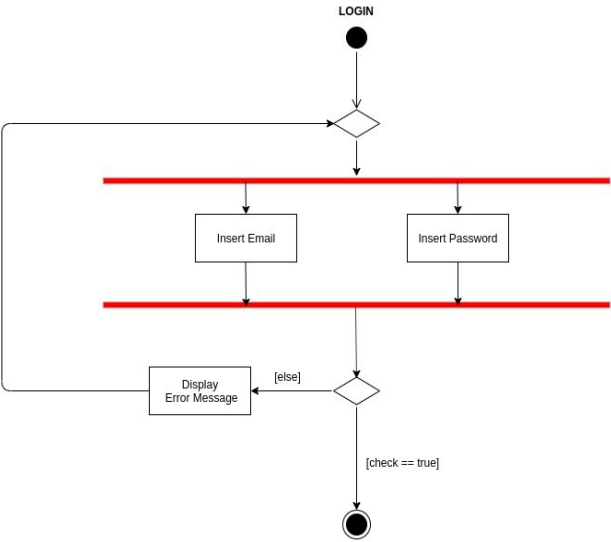 LOGIN
Insert Email
Insert Password
[else]
Display
Error Message
[check == true]